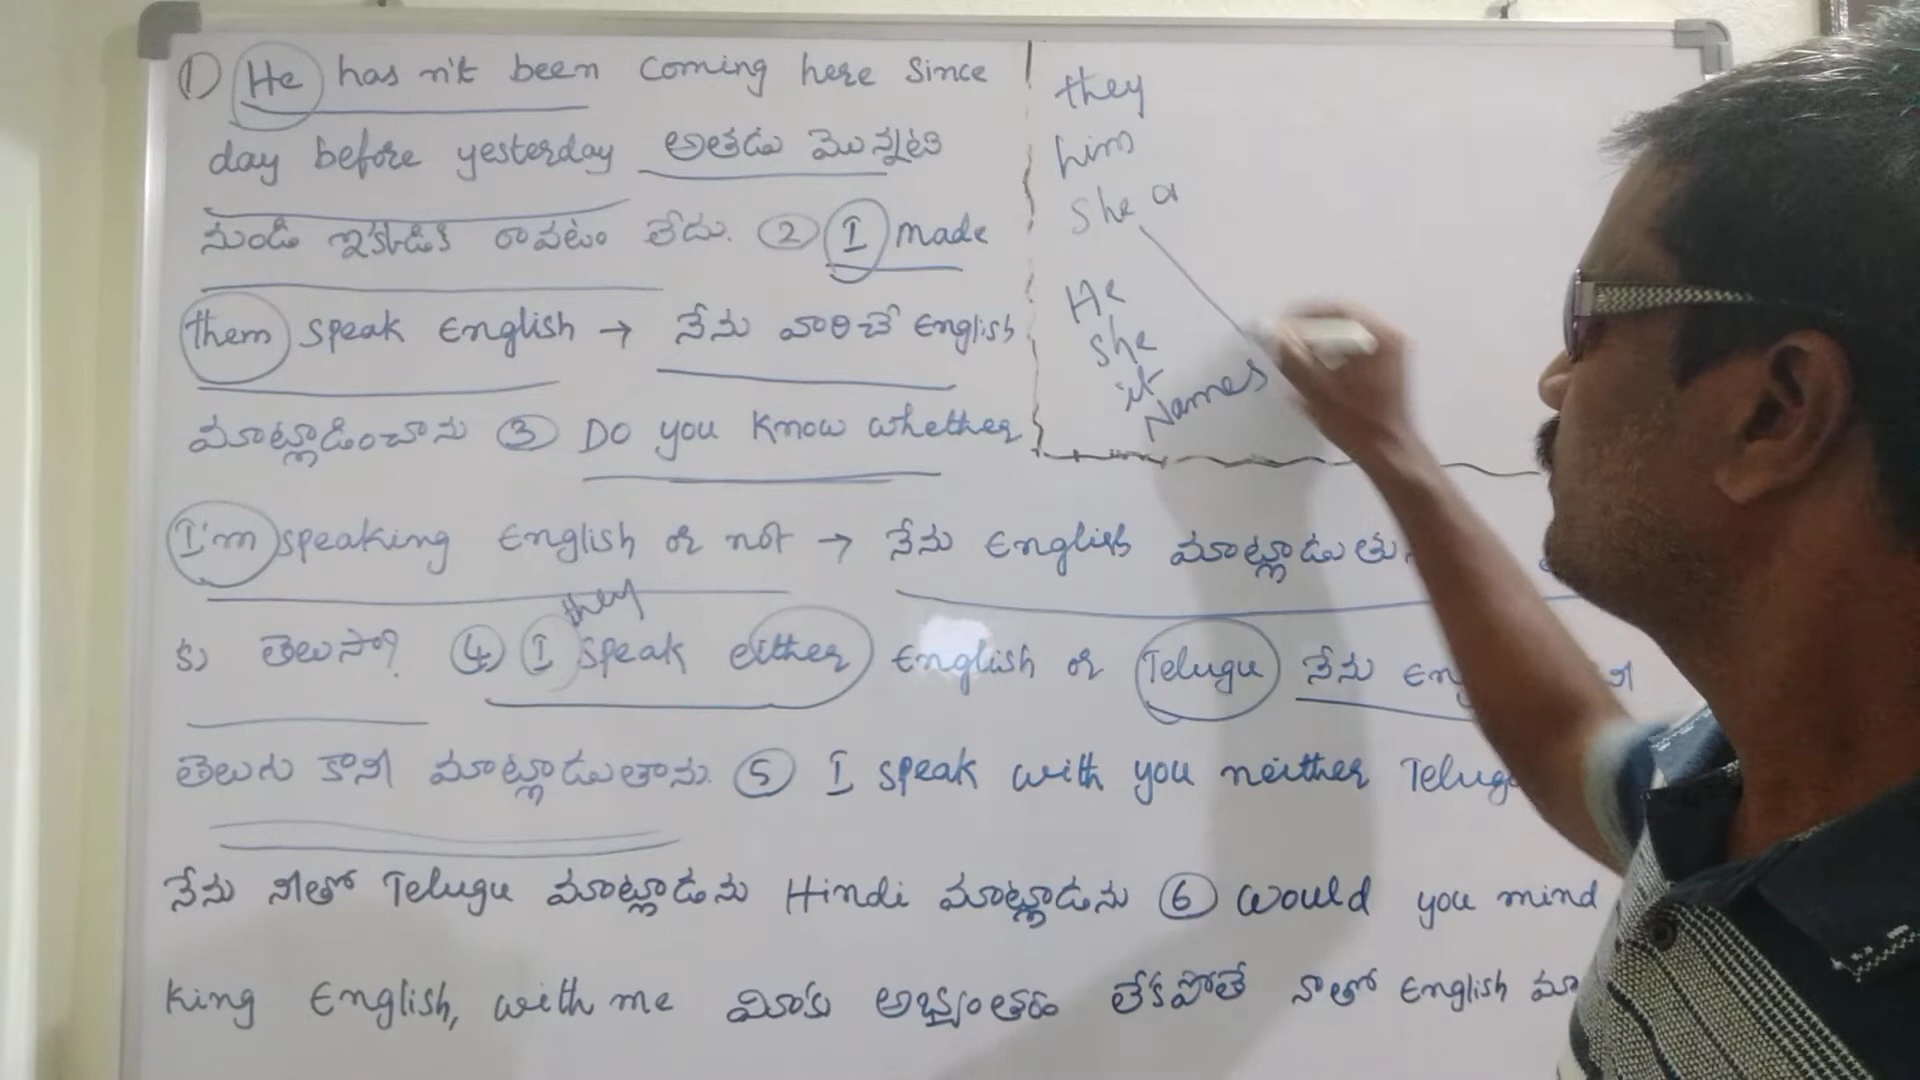 1) He has n't been coming here since
day before yesterday అతడు మొన్నటి
నుండి ఇక్కడికి రావటం లేదు. 2 I made
them speak English → నేను వారిచే English
మాట్లాడించాను 3 Do you know whether
I'm speaking English or not → నేను English
కు తెలుసా? 4 I they speak either English or Telugu నేను
తెలుగు కానీ మాట్లాడుతాను. 5 I speak with you neither
నేను నీతో Telugu మాట్లాడను Hindi మాట్లాడను 6 would you mind
king English, with me మీకు అభ్యంతరం లేకపోతే నాతో English
they
him
she
He
she
it
Names